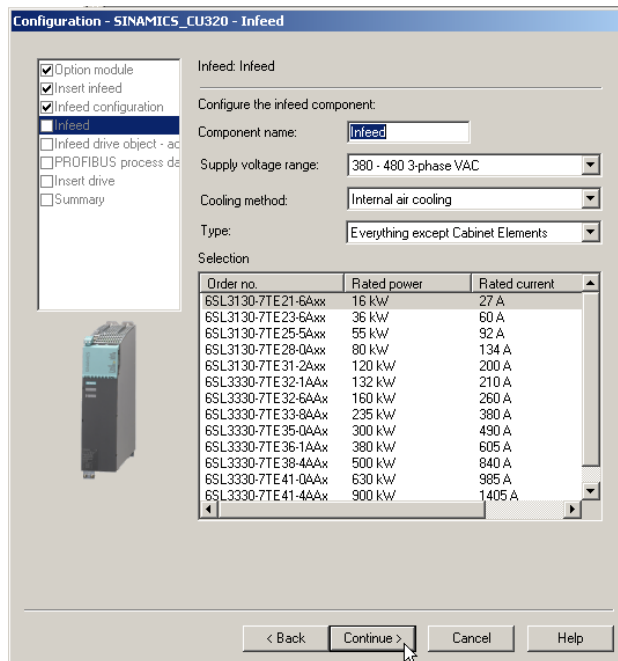 Configuration - SINAMICS_CU320 - Infeed
Option module
Insert infeed
Infeed configuration
Infeed
Infeed drive object - ac
PROFIBUS process da
Insert drive
Summary
Infeed: Infeed
Configure the infeed component:
Component name: Infeed
Supply voltage range: 380 - 480 3-phase VAC
Cooling method: Internal air cooling
Type: Everything except Cabinet Elements
Selection
Order no. Rated power Rated current
6SL3130-7TE21-6Axx 16 kW 27 A
6SL3130-7TE23-6Axx 36 kW 60 A
6SL3130-7TE25-5Axx 55 kW 92 A
6SL3130-7TE28-0Axx 80 kW 134 A
6SL3130-7TE31-2Axx 120 kW 200 A
6SL3330-7TE32-1AAx 132 kW 210 A
6SL3330-7TE32-6AAx 160 kW 260 A
6SL3330-7TE33-8AAx 235 kW 380 A
6SL3330-7TE35-0AAx 300 kW 490 A
6SL3330-7TE36-1AAx 380 kW 605 A
6SL3330-7TE38-4AAx 500 kW 840 A
6SL3330-7TE41-0AAx 630 kW 985 A
6SL3330-7TE41-4AAx 900 kW 1405 A
< Back Continue > Cancel Help